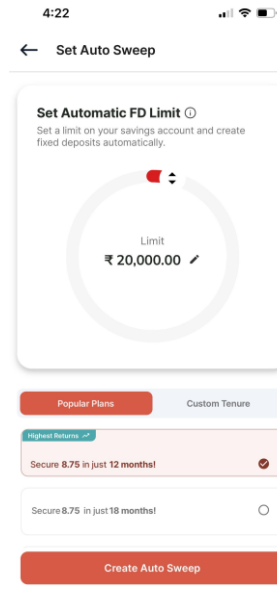 4:22
Set Auto Sweep
Set Automatic FD Limit
Set a limit on your savings account and create
fixed deposits automatically.
Limit
₹ 20,000.00
Popular Plans
Custom Tenure
Highest Returns
Secure 8.75 in just 12 months!
Secure 8.75 in just 18 months!
Create Auto Sweep